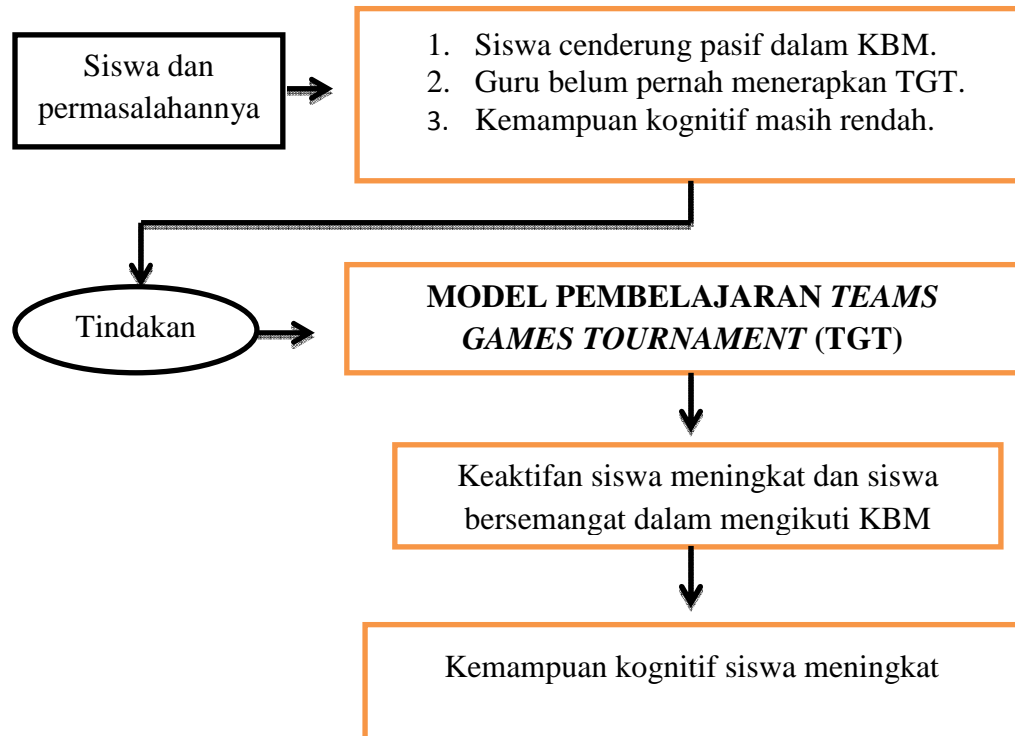 Siswa dan
permasalahannya
1. Siswa cenderung pasif dalam KBM.
2. Guru belum pernah menerapkan TGT.
3. Kemampuan kognitif masih rendah.
Tindakan
MODEL PEMBELAJARAN TEAMS
GAMES TOURNAMENT (TGT)
Keaktifan siswa meningkat dan siswa
bersemangat dalam mengikuti KBM
Kemampuan kognitif siswa meningkat